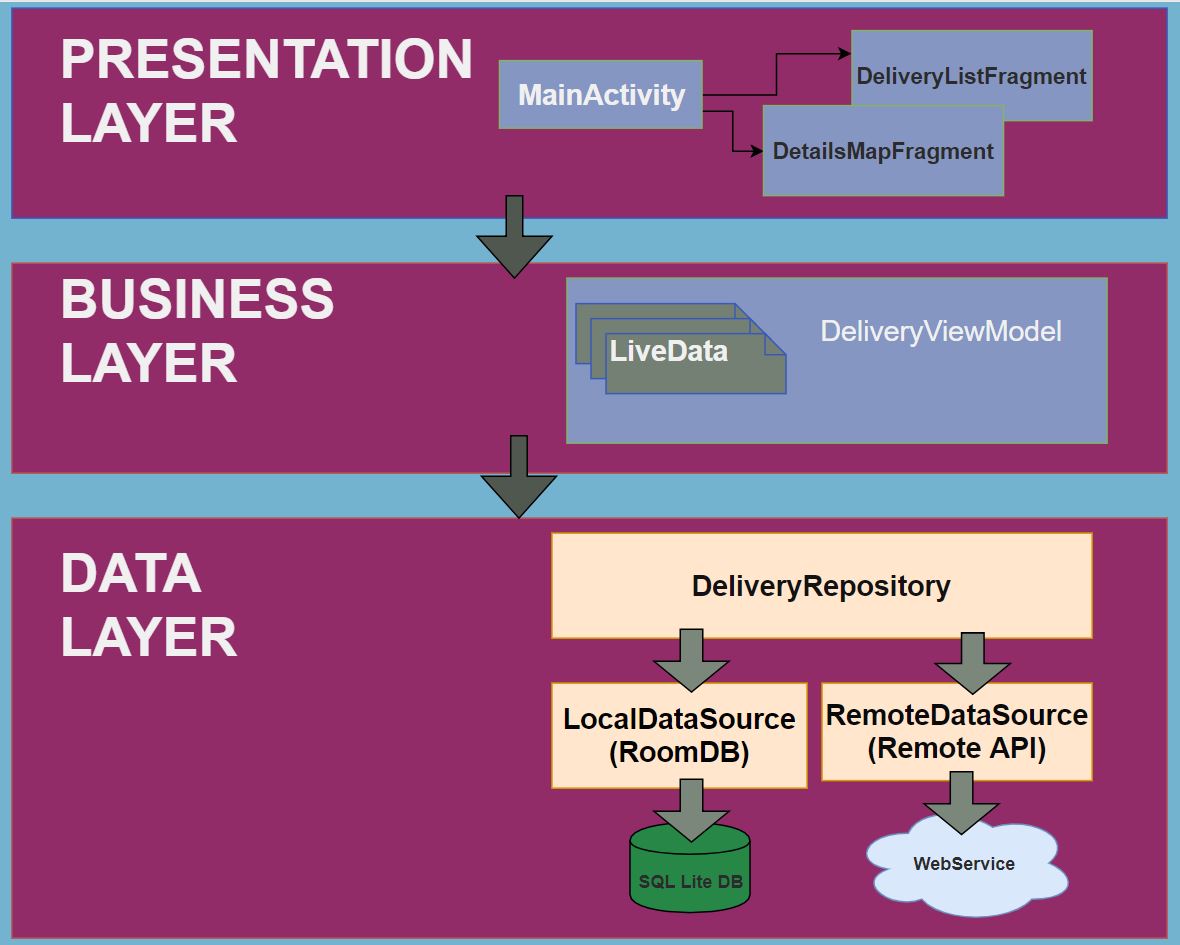 PRESENTATION
LAYER
MainActivity
DeliveryListFragment
DetailsMapFragment
BUSINESS
LAYER
LiveData
DeliveryViewModel
DATA
LAYER
DeliveryRepository
LocalDataSource
(RoomDB)
RemoteDataSource
(Remote API)
SQL Lite DB
WebService